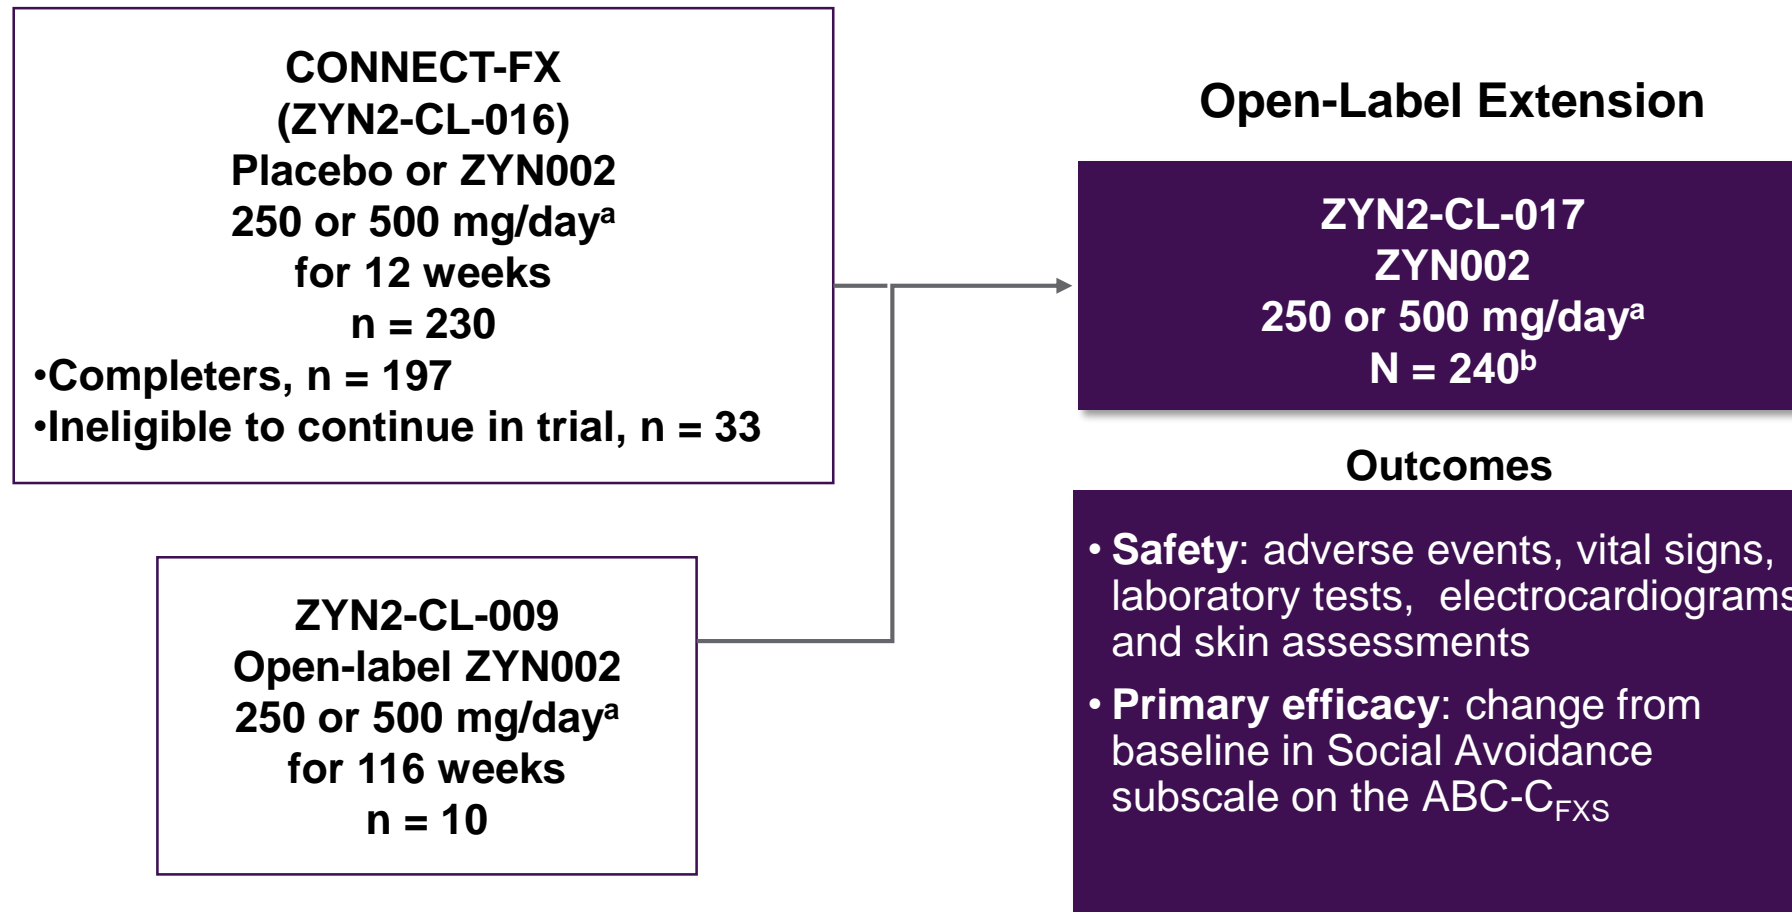 CONNECT-FX
(ZYN2-CL-016)
Placebo or ZYN002
250 or 500 mg/dayᵃ
for 12 weeks
n = 230
•Completers, n = 197
•Ineligible to continue in trial, n = 33
ZYN2-CL-009
Open-label ZYN002
250 or 500 mg/dayᵃ
for 116 weeks
n = 10
Open-Label Extension
ZYN2-CL-017
ZYN002
250 or 500 mg/dayᵃ
N = 240ᵇ
Outcomes
• Safety: adverse events, vital signs,
laboratory tests, electrocardiograms
and skin assessments
• Primary efficacy: change from
baseline in Social Avoidance
subscale on the ABC-C_FXS